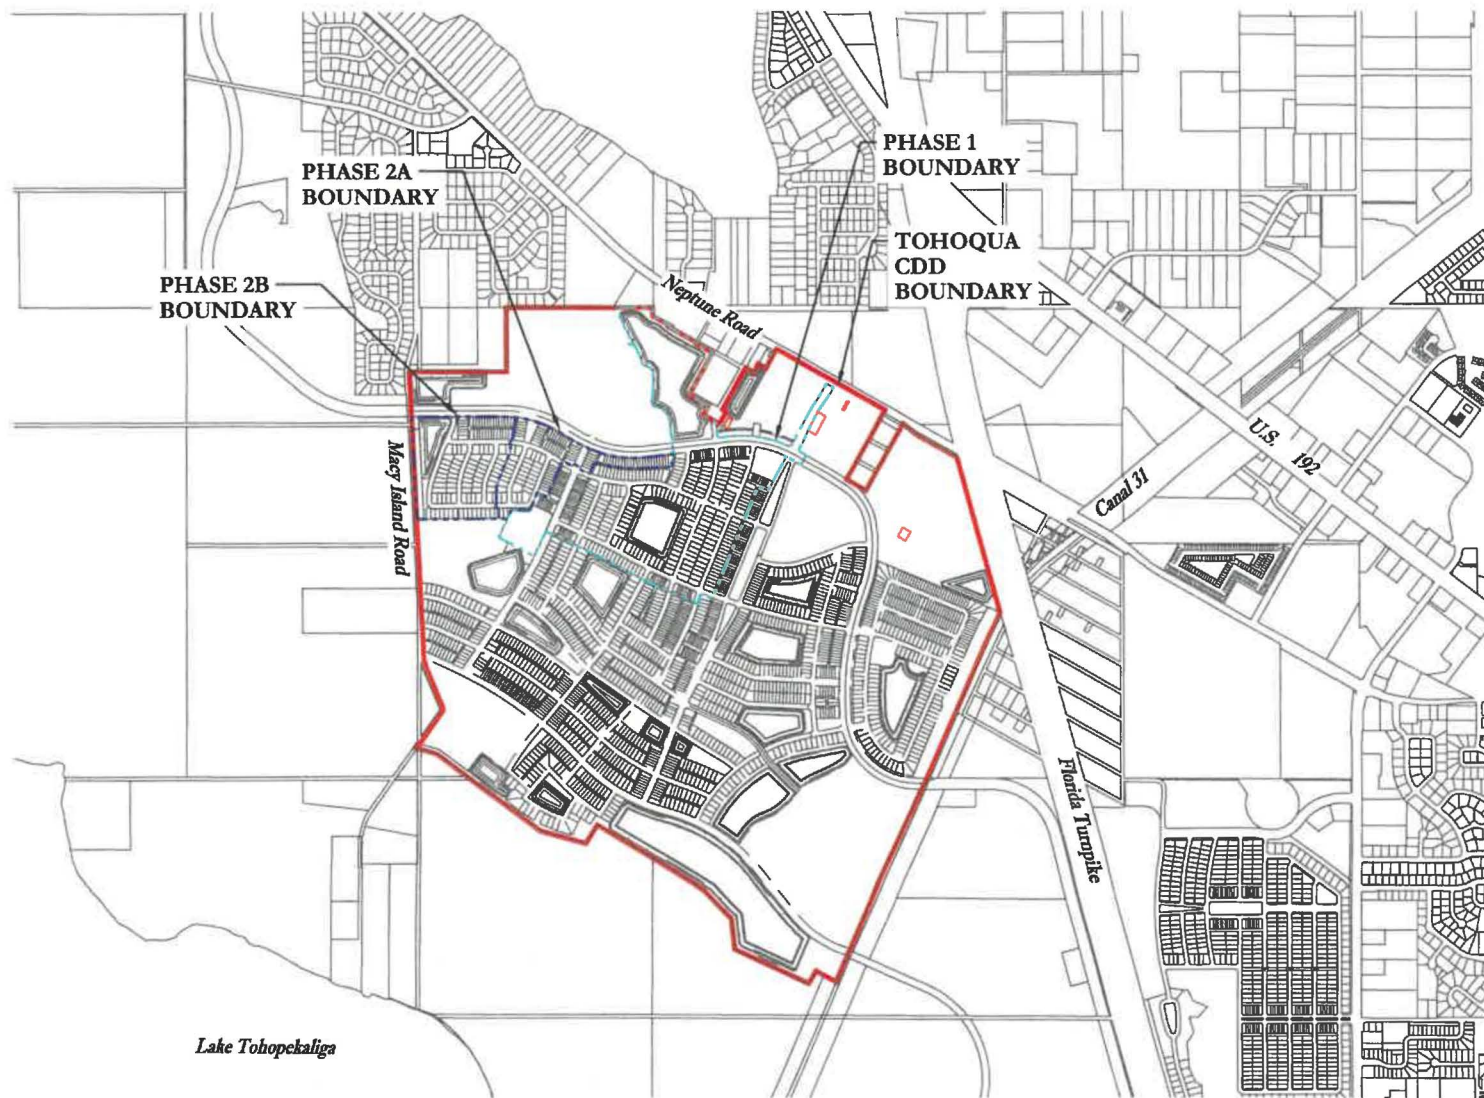 PHASE 1
BOUNDARY
PHASE 2A
BOUNDARY
TOHOQUA
CDD
BOUNDARY
PHASE 2B
BOUNDARY
Neptune Road
U.S.
192
Canal 31
Macy Island Road
Florida Turnpike
Lake Tohopekaliga